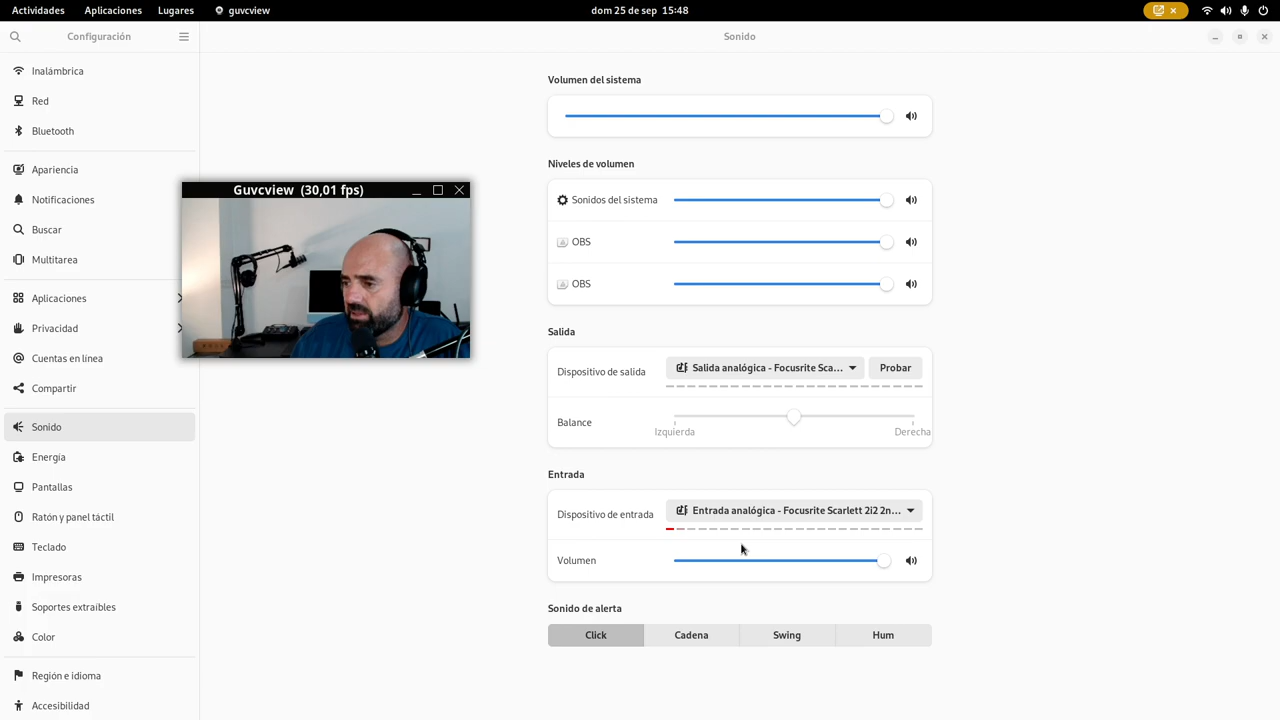 Actividades Aplicaciones Lugares guvcview dom 25 de sep 15:48
Configuración
Sonido
Inalámbrica
Red
Bluetooth
Apariencia
Notificaciones
Buscar
Multitarea
Aplicaciones
Privacidad
Cuentas en línea
Compartir
Sonido
Energía
Pantallas
Ratón y panel táctil
Teclado
Impresoras
Soportes extraíbles
Color
Región e idioma
Accesibilidad
Guvcview (30,01 fps)
Volumen del sistema
Niveles de volumen
Sonidos del sistema
OBS
OBS
Salida
Dispositivo de salida Salida analógica - Focusrite Sca... Probar
Balance
Izquierda Derecha
Entrada
Dispositivo de entrada Entrada analógica - Focusrite Scarlett 2i2 2n...
Volumen
Sonido de alerta
Click Cadena Swing Hum